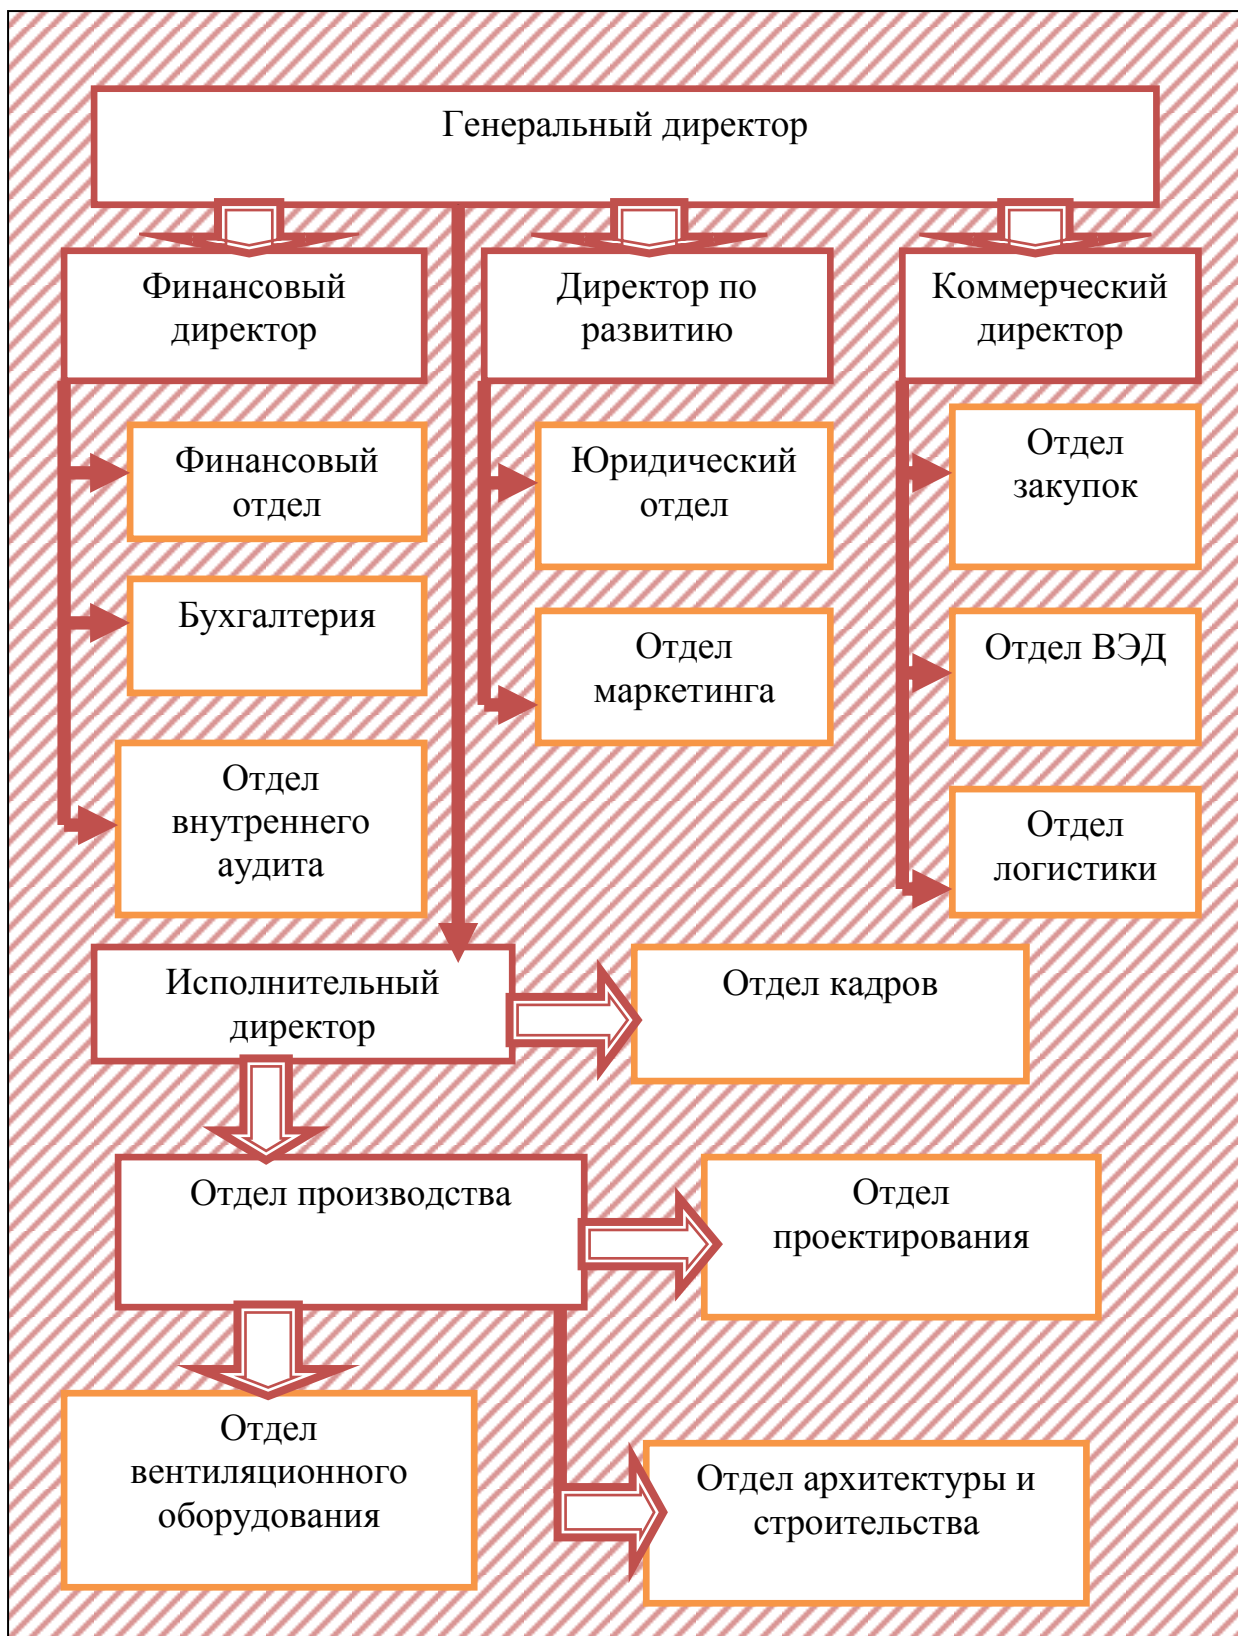 Генеральный директор
Финансовый
директор
Директор по
развитию
Коммерческий
директор
Финансовый
отдел
Бухгалтерия
Отдел
внутреннего
аудита
Юридический
отдел
Отдел
маркетинга
Отдел
закупок
Отдел ВЭД
Отдел
логистики
Исполнительный
директор
Отдел кадров
Отдел производства
Отдел
проектирования
Отдел
вентиляционного
оборудования
Отдел архитектуры и
строительства